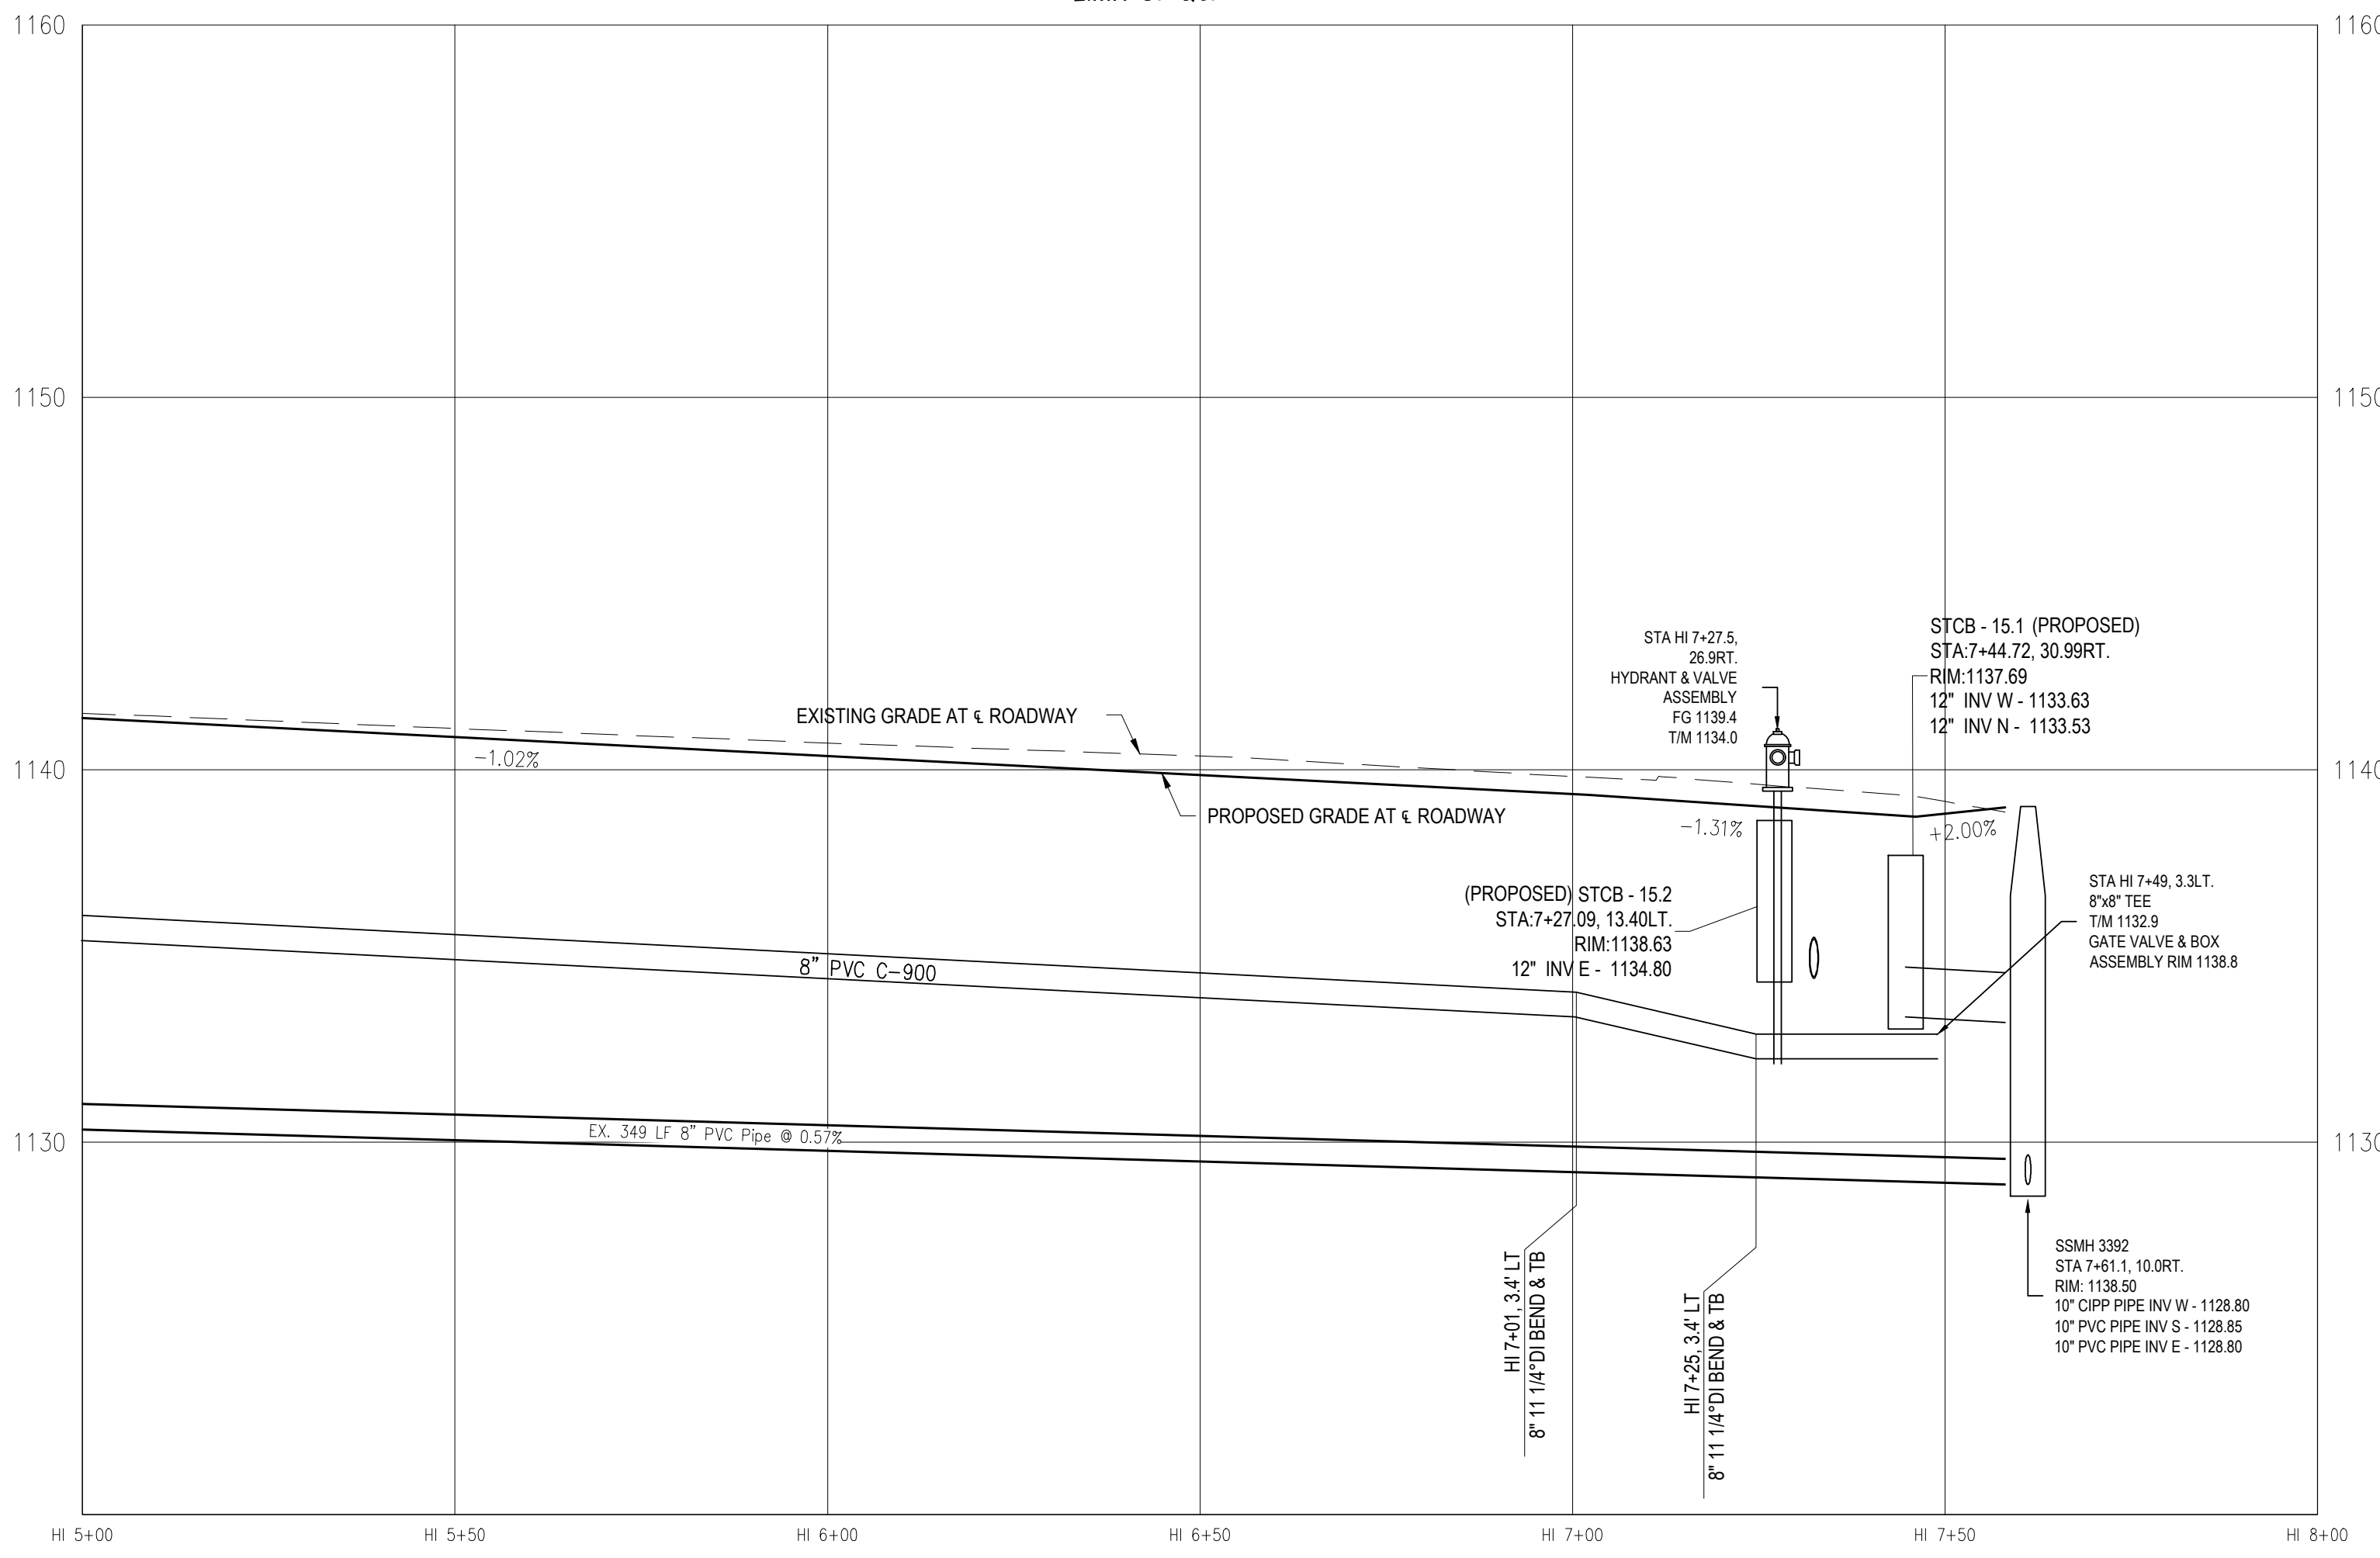 1160
1160
1150
1150
STA HI 7+27.5,
26.9RT.
HYDRANT & VALVE
ASSEMBLY
FG 1139.4
T/M 1134.0
STCB - 15.1 (PROPOSED)
STA:7+44.72, 30.99RT.
RIM:1137.69
12" INV W - 1133.63
12" INV N - 1133.53
EXISTING GRADE AT ℄ ROADWAY
-1.02%
1140
1140
PROPOSED GRADE AT ℄ ROADWAY
-1.31%
+2.00%
(PROPOSED) STCB - 15.2
STA:7+27.09, 13.40LT.
RIM:1138.63
12" INV E - 1134.80
STA HI 7+49, 3.3LT.
8"x8" TEE
T/M 1132.9
GATE VALVE & BOX
ASSEMBLY RIM 1138.8
8" PVC C-900
EX. 349 LF 8" PVC Pipe @ 0.57%
1130
1130
HI 7+01, 3.4' LT
8" 11 1/4°DI BEND & TB
HI 7+25, 3.4' LT
8" 11 1/4°DI BEND & TB
SSMH 3392
STA 7+61.1, 10.0RT.
RIM: 1138.50
10" CIPP PIPE INV W - 1128.80
10" PVC PIPE INV S - 1128.85
10" PVC PIPE INV E - 1128.80
HI 5+00
HI 5+50
HI 6+00
HI 6+50
HI 7+00
HI 7+50
HI 8+00